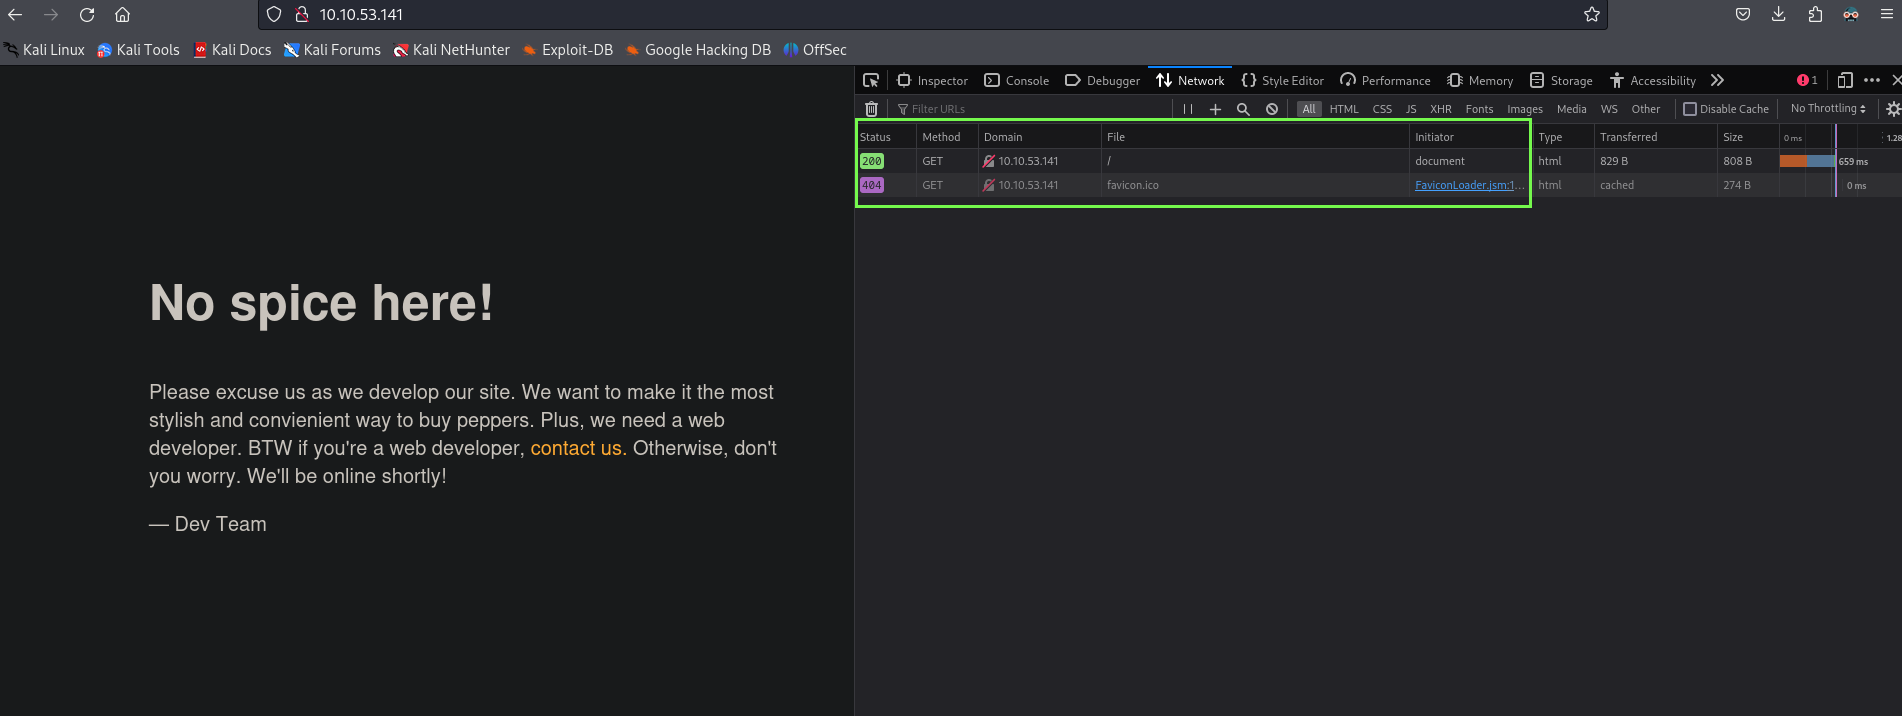 10.10.53.141
Kali Linux Kali Tools Kali Docs Kali Forums Kali NetHunter Exploit-DB Google Hacking DB OffSec
Inspector Console Debugger Network Style Editor Performance Memory Storage Accessibility 1
Filter URLs All HTML CSS JS XHR Fonts Images Media WS Other Disable Cache No Throttling
Status Method Domain File Initiator Type Transferred Size 0 ms 1.28
200 GET 10.10.53.141 / document html 829 B 808 B 659 ms
404 GET 10.10.53.141 favicon.ico FaviconLoader.jsm:1… html cached 274 B 0 ms
No spice here!
Please excuse us as we develop our site. We want to make it the most
stylish and convienient way to buy peppers. Plus, we need a web
developer. BTW if you're a web developer, contact us. Otherwise, don't
you worry. We'll be online shortly!
— Dev Team